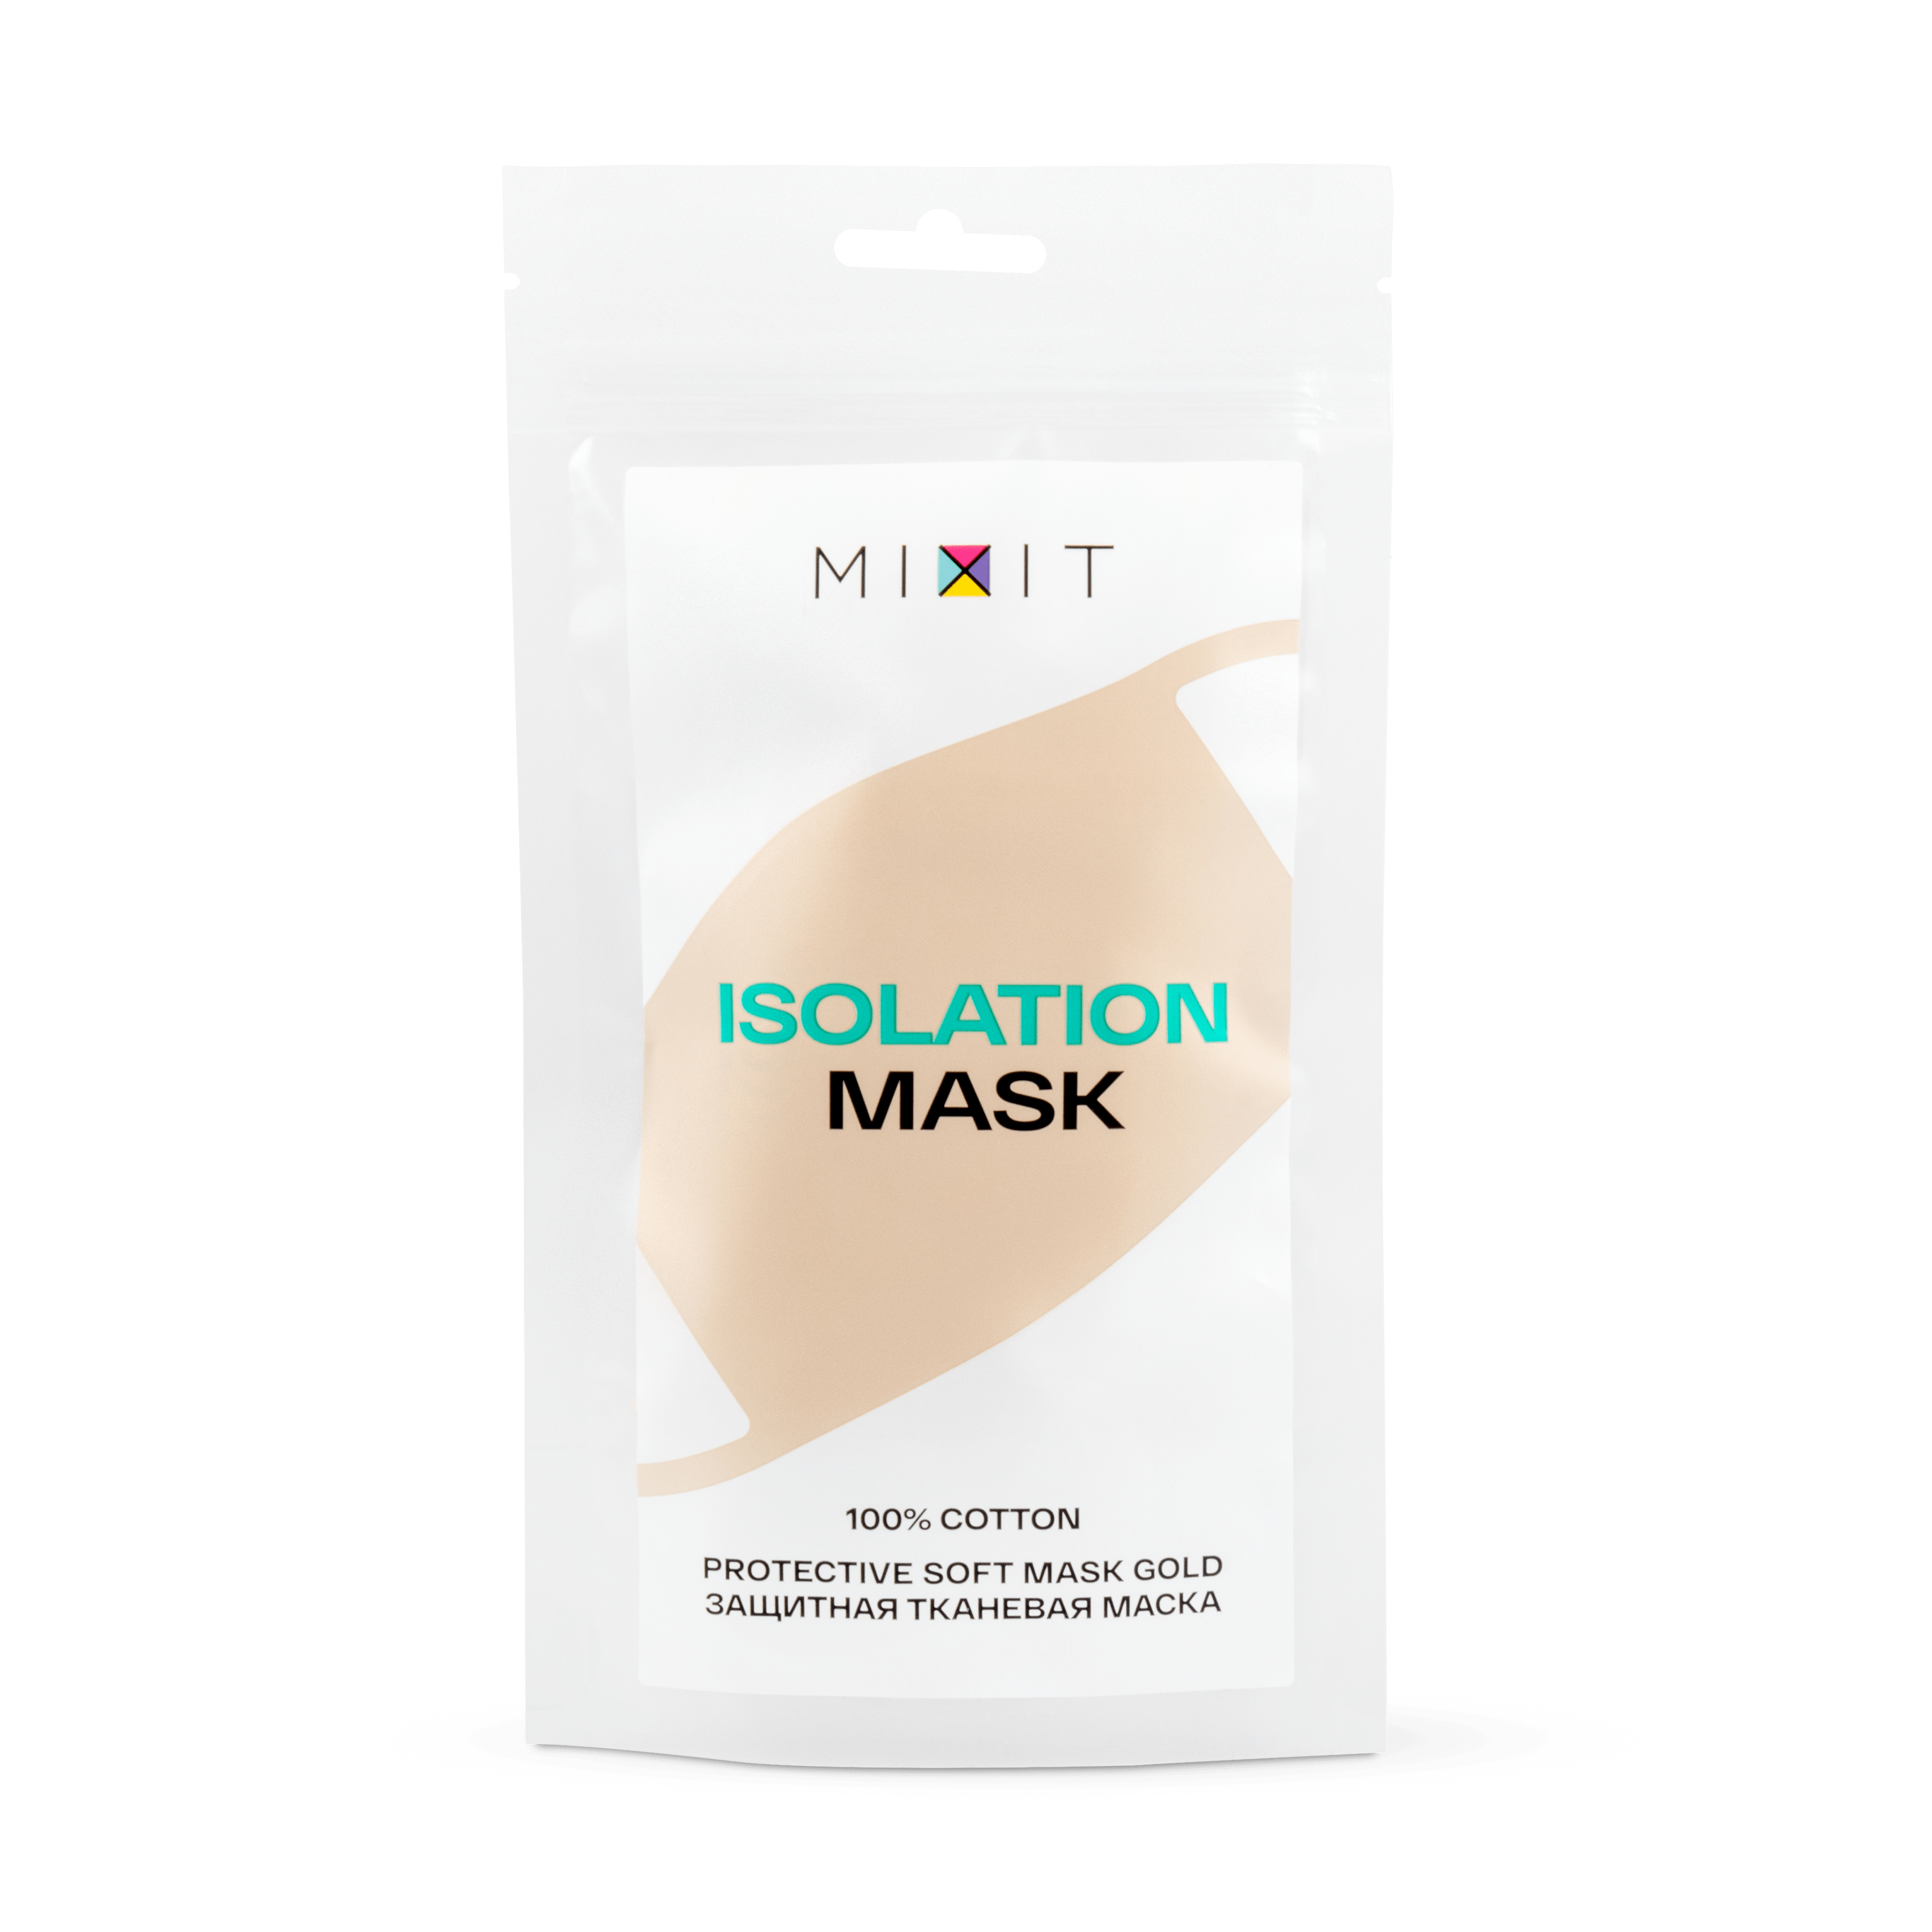 MIXIT
ISOLATION
MASK
100% COTTON
PROTECTIVE SOFT MASK GOLD
ЗАЩИТНАЯ ТКАНЕВАЯ МАСКА